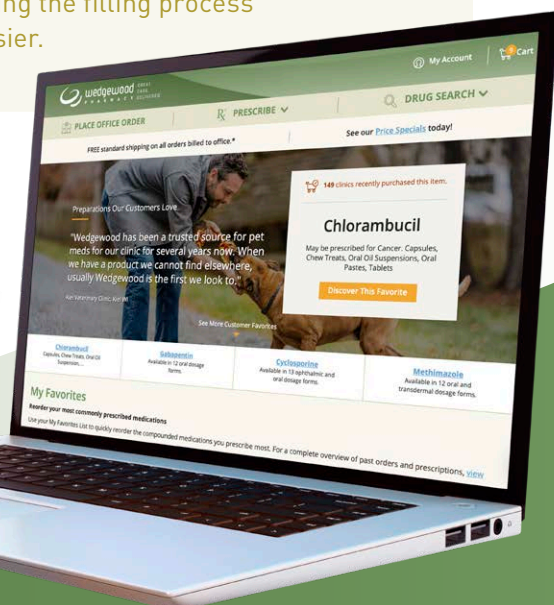 ng the filling process
sier.
My Account
Cart
wedgewood
PHARMACY
GREAT
CARE
DELIVERED
PLACE OFFICE ORDER
PRESCRIBE
DRUG SEARCH
FREE standard shipping on all orders billed to office.*
See our Price Specials today!
Preparations Our Customers Love...
"Wedgewood has been a trusted source for pet
meds for our clinic for several years now. When
we have a product we cannot find elsewhere,
usually Wedgewood is the first we look to."
See More Customer Favorites
149 clinics recently purchased this item.
Chlorambucil
May be prescribed for Cancer. Capsules,
Chew Treats, Oral Oil Suspensions, Oral
Pastes, Tablets
Discover This Favorite
Chlorambucil
Capsules, Chew Treats, Oral Oil
Suspension,...
Gabapentin
Available in 12 oral dosage
forms.
Cyclosporine
Available in 13 ophthalmic and
oral dosage forms.
Methimazole
Available in 12 oral and
transdermal dosage forms.
My Favorites
Reorder your most commonly prescribed medications
Use your My Favorites List to quickly reorder the compounded medications you prescribe most. For a complete overview of past orders and prescriptions, view